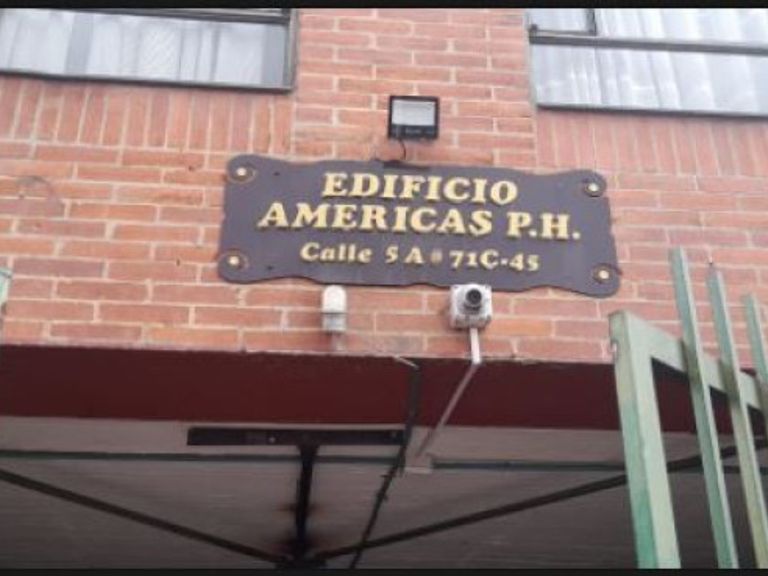 EDIFICIO
AMERICAS P.H.
Calle 5 A # 71C-45